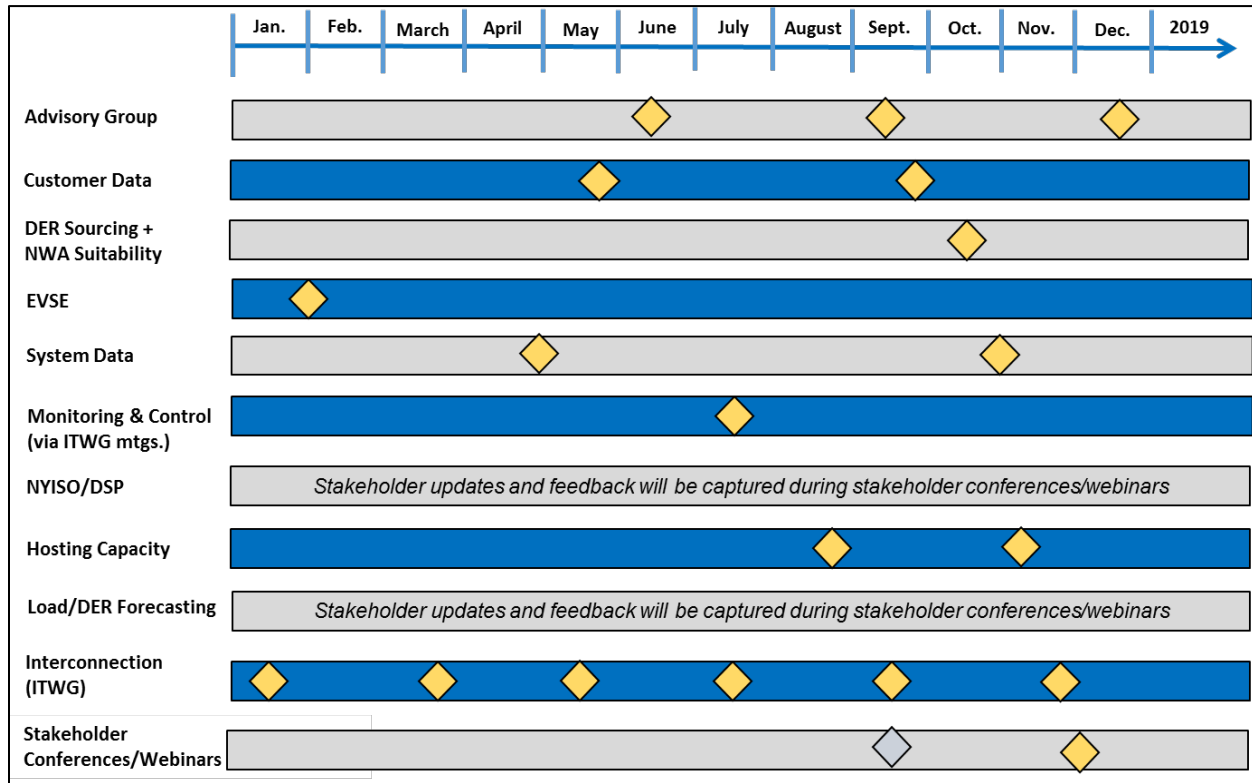 Jan. Feb. March April May June July August Sept. Oct. Nov. Dec. 2019
Advisory Group
Customer Data
DER Sourcing +
NWA Suitability
EVSE
System Data
Monitoring & Control
(via ITWG mtgs.)
NYISO/DSP
Stakeholder updates and feedback will be captured during stakeholder conferences/webinars
Hosting Capacity
Load/DER Forecasting
Stakeholder updates and feedback will be captured during stakeholder conferences/webinars
Interconnection
(ITWG)
Stakeholder
Conferences/Webinars